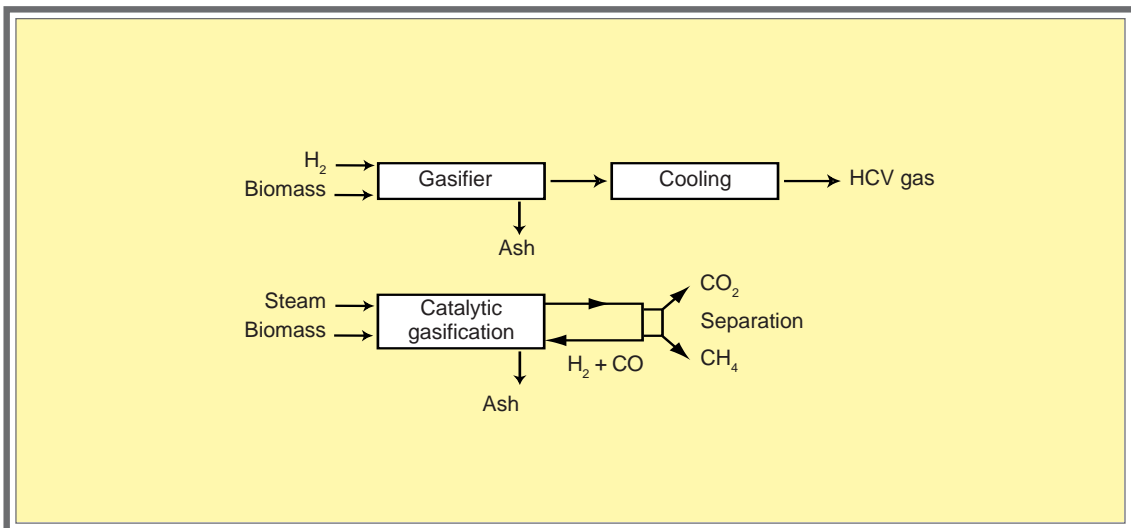 H₂
Biomass
Gasifier
Cooling
HCV gas
Ash
Steam
Biomass
Catalytic
gasification
H₂ + CO
CO₂
Separation
CH₄
Ash